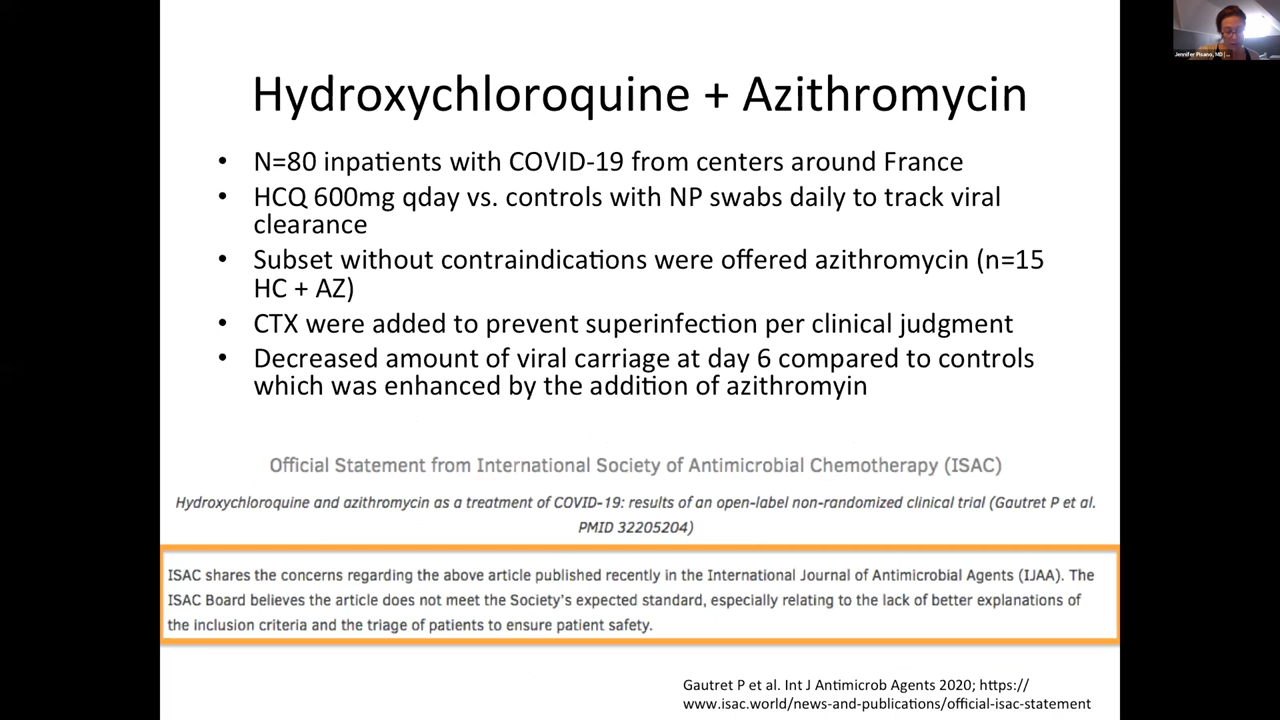 Hydroxychloroquine + Azithromycin
• N=80 inpatients with COVID-19 from centers around France
• HCQ 600mg qday vs. controls with NP swabs daily to track viral
clearance
• Subset without contraindications were offered azithromycin (n=15
HC + AZ)
• CTX were added to prevent superinfection per clinical judgment
• Decreased amount of viral carriage at day 6 compared to controls
which was enhanced by the addition of azithromyin
Official Statement from International Society of Antimicrobial Chemotherapy (ISAC)
Hydroxychloroquine and azithromycin as a treatment of COVID-19: results of an open-label non-randomized clinical trial (Gautret P et al.
PMID 32205204)
ISAC shares the concerns regarding the above article published recently in the International Journal of Antimicrobial Agents (IJAA). The
ISAC Board believes the article does not meet the Society's expected standard, especially relating to the lack of better explanations of
the inclusion criteria and the triage of patients to ensure patient safety.
Gautret P et al. Int J Antimicrob Agents 2020; https://
www.isac.world/news-and-publications/official-isac-statement
Jennifer Pisano, MD |...